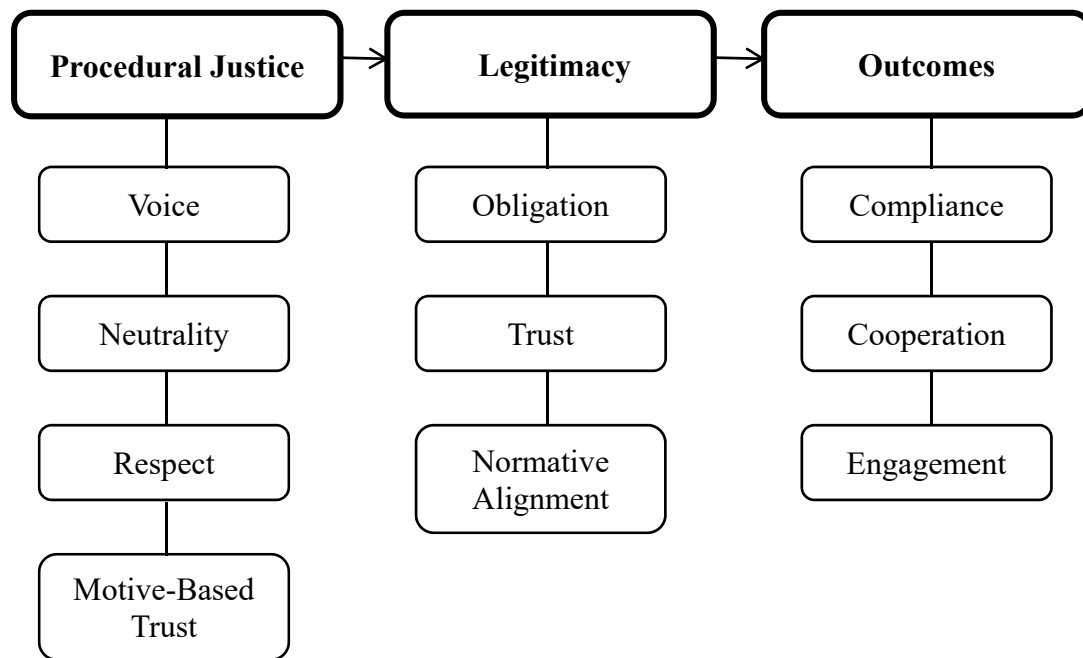 Procedural Justice
Legitimacy
Outcomes
Voice
Neutrality
Respect
Motive-Based
Trust
Obligation
Trust
Normative
Alignment
Compliance
Cooperation
Engagement